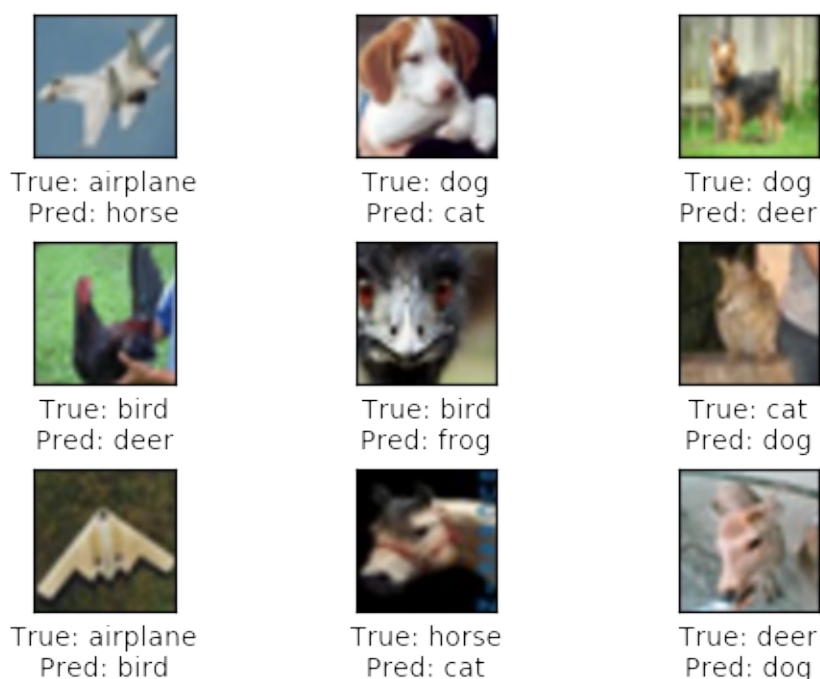 True: airplane
Pred: horse
True: dog
Pred: cat
True: dog
Pred: deer
True: bird
Pred: deer
True: bird
Pred: frog
True: cat
Pred: dog
True: airplane
Pred: bird
True: horse
Pred: cat
True: deer
Pred: dog